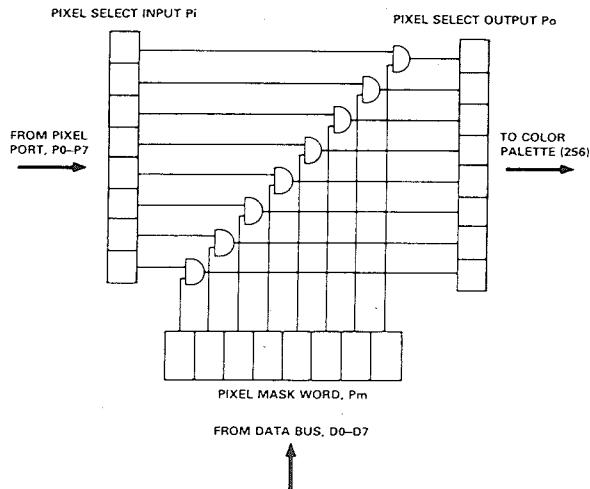 PIXEL SELECT INPUT Pi
PIXEL SELECT OUTPUT Po
FROM PIXEL
PORT, P0–P7
TO COLOR
PALETTE (256)
PIXEL MASK WORD, Pm
FROM DATA BUS, D0–D7